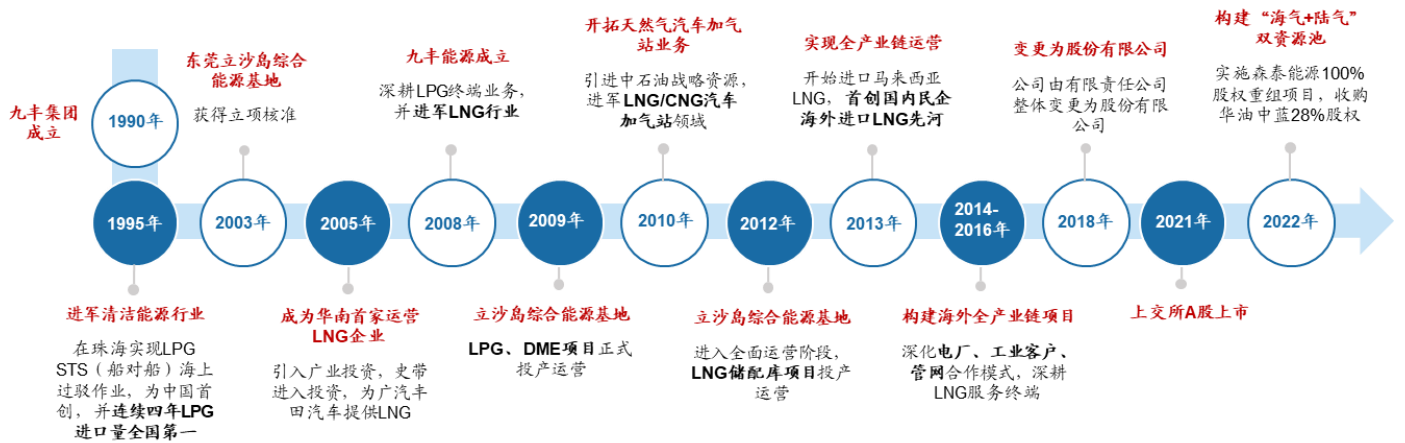 九丰集团
成立
1990年
1995年
进军清洁能源行业
在珠海实现LPG
STS（船对船）海上
过驳作业，为中国首
创，并连续四年LPG
进口量全国第一
东莞立沙岛综合
能源基地
获得立项核准
2003年
2005年
成为华南首家运营
LNG企业
引入广业投资，史带
进入投资，为广汽丰
田汽车提供LNG
九丰能源成立
深耕LPG终端业务，
并进军LNG行业
2008年
2009年
立沙岛综合能源基地
LPG、DME项目正式
投产运营
开拓天然气汽车加气
站业务
引进中石油战略资源，
进军LNG/CNG汽车
加气站领域
2010年
2012年
立沙岛综合能源基地
进入全面运营阶段，
LNG储配库项目投产
运营
实现全产业链运营
开始进口马来西亚
LNG，首创国内民企
海外进口LNG先河
2013年
2014-
2016年
构建海外全产业链项目
深化电厂、工业客户、
管网合作模式，深耕
LNG服务终端
变更为股份有限公司
公司由有限责任公司
整体变更为股份有限
公司
2018年
2021年
上交所A股上市
构建“海气+陆气”
双资源池
实施森泰能源100%
股权重组项目，收购
华油中蓝28%股权
2022年